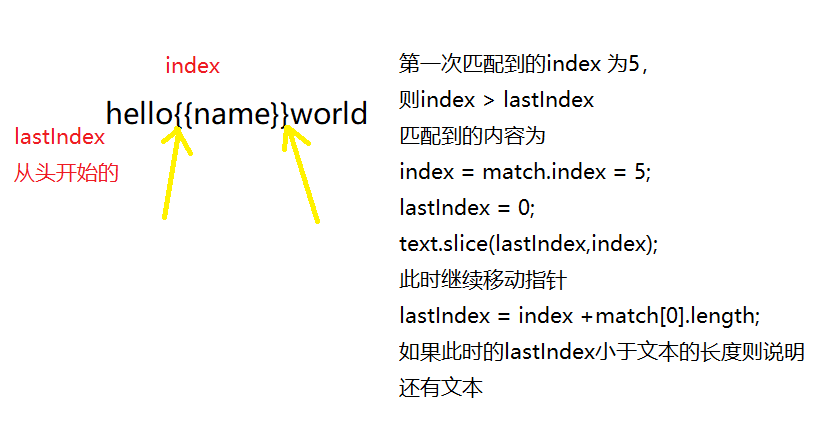 index
hello{{name}}world
lastIndex
从头开始的
第一次匹配到的index 为5，
则index > lastIndex
匹配到的内容为
index = match.index = 5;
lastIndex = 0;
text.slice(lastIndex,index);
此时继续移动指针
lastIndex = index +match[0].length;
如果此时的lastIndex小于文本的长度则说明
还有文本